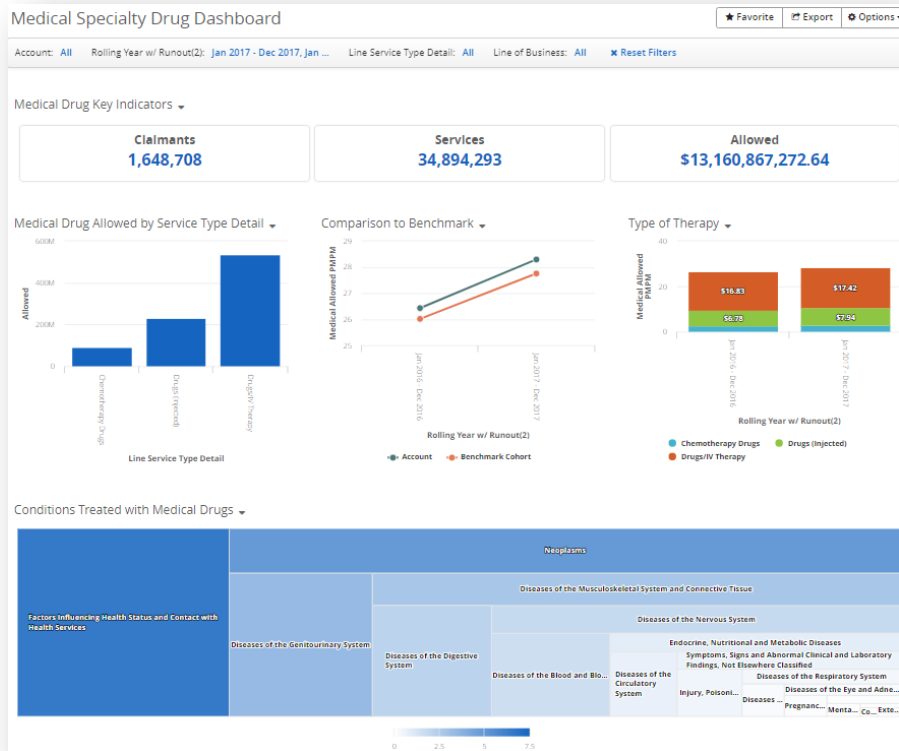 Medical Specialty Drug Dashboard
Favorite Export Options
Account: All Rolling Year w/ Runout(2): Jan 2017 - Dec 2017, Jan ... Line Service Type Detail: All Line of Business: All Reset Filters
Medical Drug Key Indicators
Claimants
1,648,708
Services
34,894,293
Allowed
$13,160,867,272.64
Medical Drug Allowed by Service Type Detail
600M
400M
200M
0
Allowed
Chemotherapy Drugs
Drugs (Injected)
Drugs/IV Therapy
Line Service Type Detail
Comparison to Benchmark
29
28
27
26
25
Medical Allowed PMPM
Jan 2016 - Dec 2016
Jan 2017 - Dec 2017
Rolling Year w/ Runout(2)
Account Benchmark Cohort
Type of Therapy
40
20
0
Medical Allowed
PMPM
$16.83
$6.78
$17.42
$7.94
Jan 2016 - Dec 2016
Jan 2017 - Dec 2017
Rolling Year w/ Runout(2)
Chemotherapy Drugs Drugs (Injected)
Drugs/IV Therapy
Conditions Treated with Medical Drugs
Factors Influencing Health Status and Contact with
Health Services
Neoplasms
Diseases of the Genitourinary System
Diseases of the Musculoskeletal System and Connective Tissue
Diseases of the Digestive
System
Diseases of the Nervous System
Diseases of the Blood and Blo...
Endocrine, Nutritional and Metabolic Diseases
Diseases of the
Circulatory
System
Symptoms, Signs and Abnormal Clinical and Laboratory
Findings, Not Elsewhere Classified
Injury, Poisoni...
Diseases of the Respiratory System
Diseases ...
Diseases of the Eye and Adne...
Pregnanc...
Menta...
Co...
Exte...
0 2.5 5 7.5